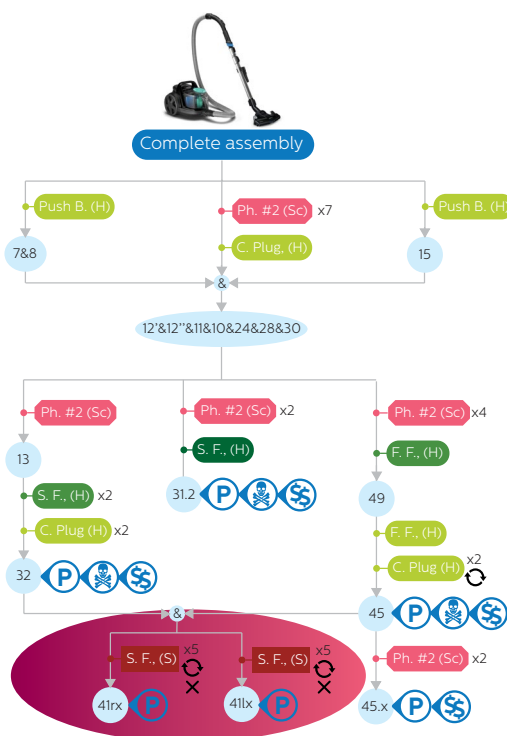 Complete assembly
Push B. (H)
Ph. #2 (Sc) x7
Push B. (H)
7&8
C. Plug, (H)
15
&
12'&12''&11&10&24&28&30
Ph. #2 (Sc)
Ph. #2 (Sc) x2
Ph. #2 (Sc) x4
13
S. F., (H)
F. F., (H)
S. F., (H) x2
31.2 P $$
49
C. Plug (H) x2
F. F., (H)
C. Plug (H) x2
32 P $$
&
45 P $$
S. F., (S) x5
S. F., (S) x5
Ph. #2 (Sc) x2
41rx P
41lx P
45.x P $$